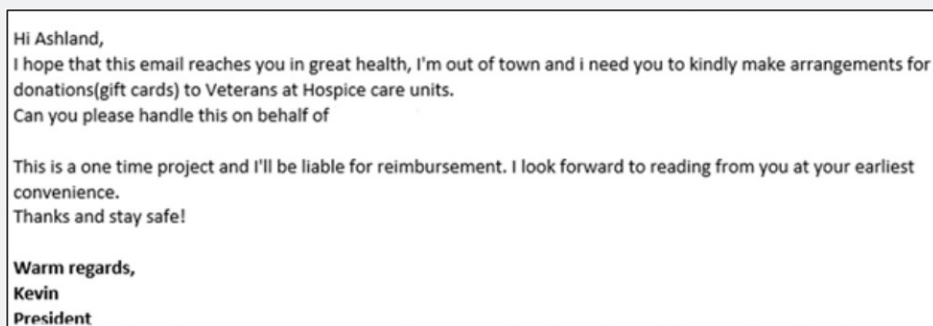 Hi Ashland,
I hope that this email reaches you in great health, I'm out of town and i need you to kindly make arrangements for
donations(gift cards) to Veterans at Hospice care units.
Can you please handle this on behalf of
This is a one time project and I'll be liable for reimbursement. I look forward to reading from you at your earliest
convenience.
Thanks and stay safe!
Warm regards,
Kevin
President